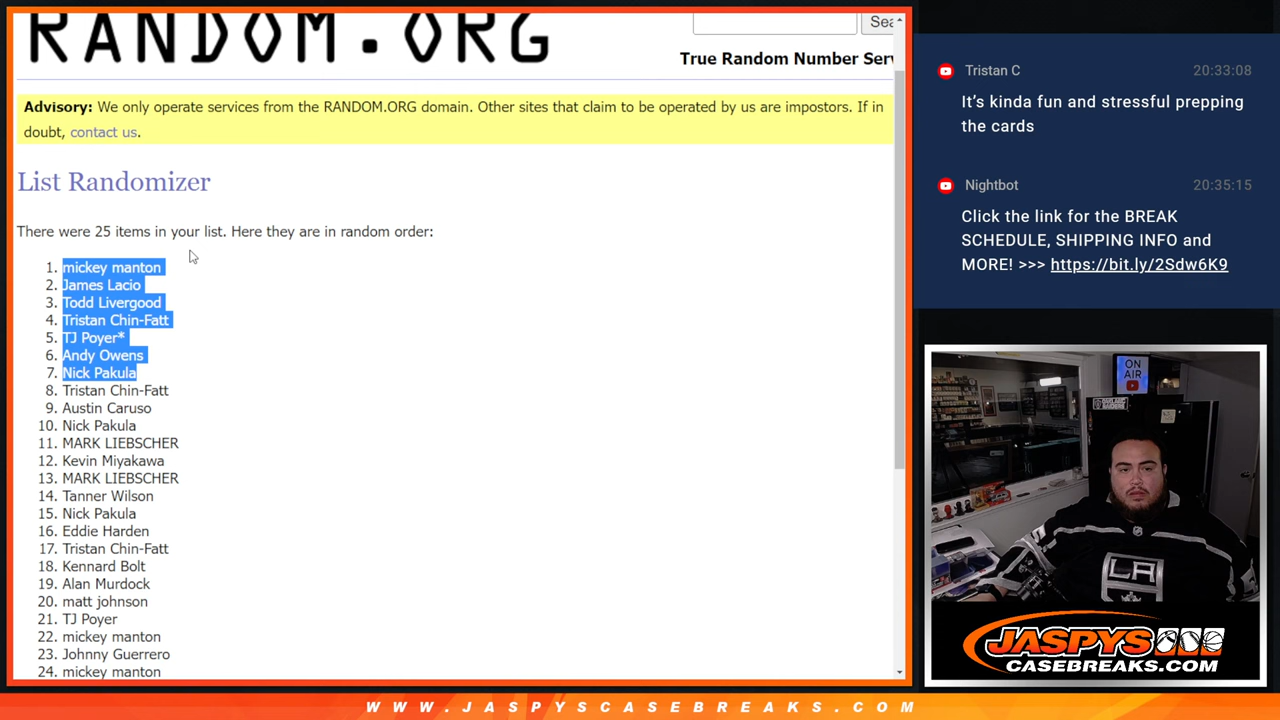 RANDOM.ORG
Sea
True Random Number Serv
Advisory: We only operate services from the RANDOM.ORG domain. Other sites that claim to be operated by us are impostors. If in
doubt, contact us.
List Randomizer
There were 25 items in your list. Here they are in random order:
1. mickey manton
2. James Lacio
3. Todd Livergood
4. Tristan Chin-Fatt
5. TJ Poyer*
6. Andy Owens
7. Nick Pakula
8. Tristan Chin-Fatt
9. Austin Caruso
10. Nick Pakula
11. MARK LIEBSCHER
12. Kevin Miyakawa
13. MARK LIEBSCHER
14. Tanner Wilson
15. Nick Pakula
16. Eddie Harden
17. Tristan Chin-Fatt
18. Kennard Bolt
19. Alan Murdock
20. matt johnson
21. TJ Poyer
22. mickey manton
23. Johnny Guerrero
24. mickey manton
Tristan C 20:33:08
It’s kinda fun and stressful prepping
the cards
Nightbot 20:35:15
Click the link for the BREAK
SCHEDULE, SHIPPING INFO and
MORE! >>> https://bit.ly/2Sdw6K9
ON
AIR
LA
JASPYS
CASEBREAKS.COM
WWW.JASPYSCASEBREAKS.COM